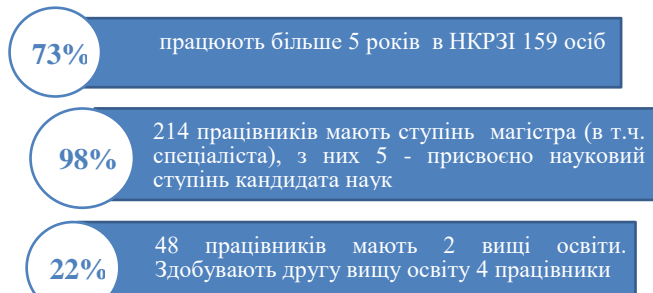 73%
працюють більше 5 років в НКРЗІ 159 осіб
98%
214 працівників мають ступінь магістра (в т.ч.
спеціаліста), з них 5 - присвоєно науковий
ступінь кандидата наук
22%
48 працівників мають 2 вищі освіти.
Здобувають другу вищу освіту 4 працівники